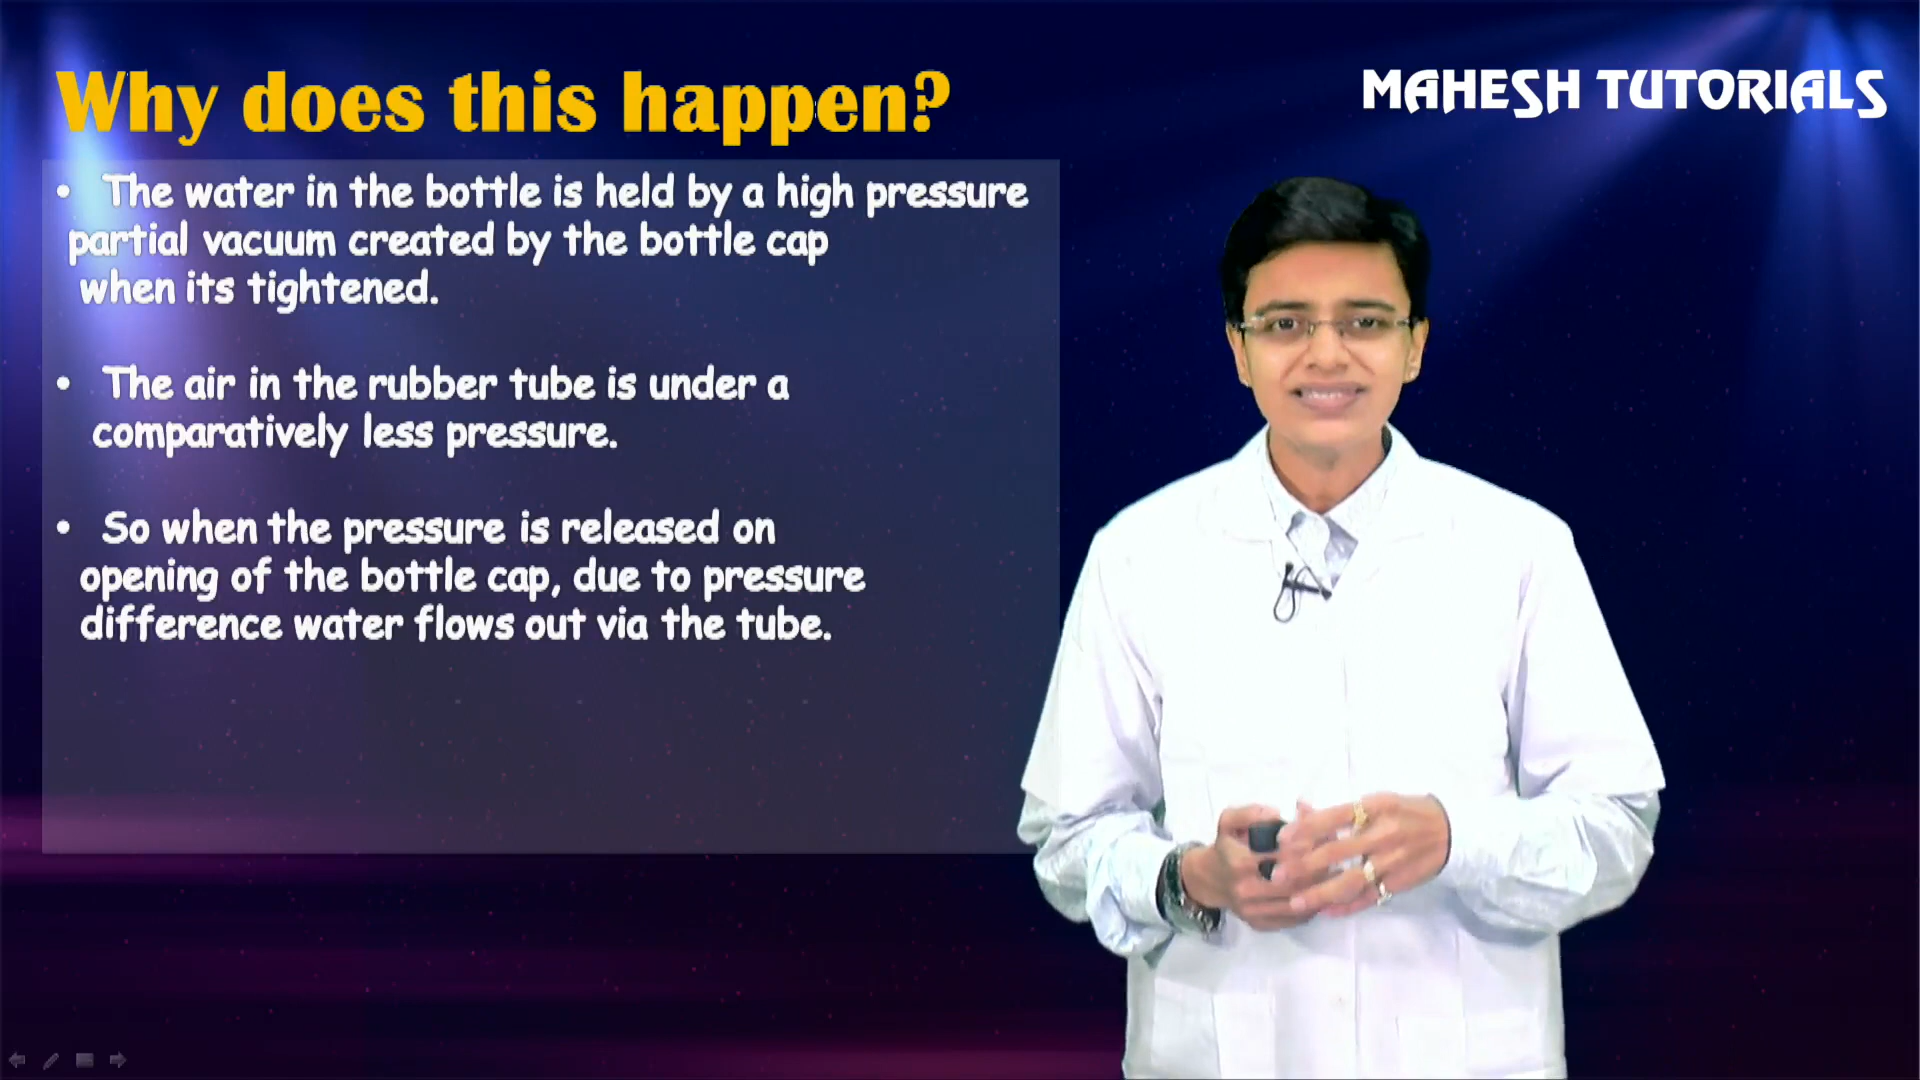 Why does this happen?
MAHESH TUTORIALS
• The water in the bottle is held by a high pressure
partial vacuum created by the bottle cap
when its tightened.
• The air in the rubber tube is under a
comparatively less pressure.
• So when the pressure is released on
opening of the bottle cap, due to pressure
difference water flows out via the tube.